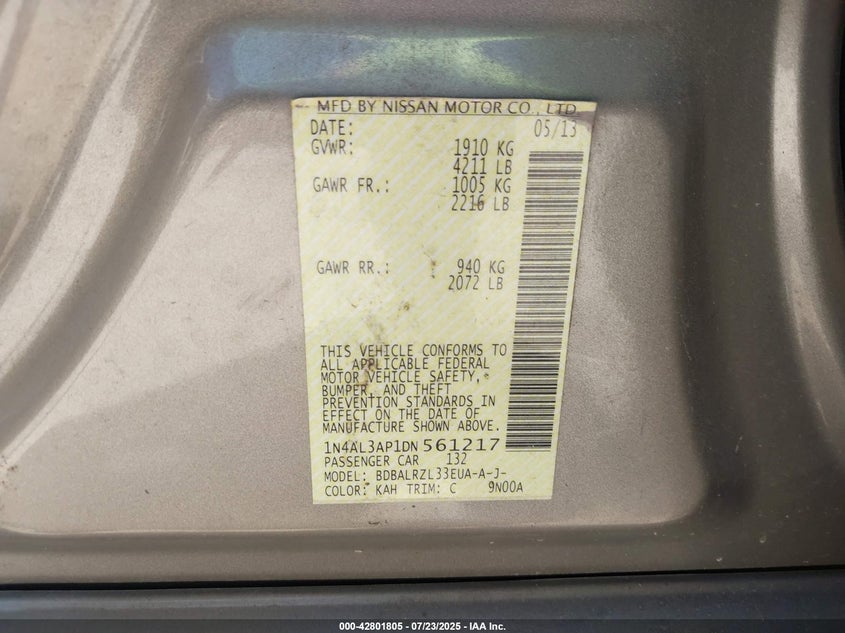 MFD BY NISSAN MOTOR CO., LTD.
DATE: 05/13
GVWR: 1910 KG
4211 LB
GAWR FR.: 1005 KG
2216 LB
GAWR RR.: 940 KG
2072 LB
THIS VEHICLE CONFORMS TO
ALL APPLICABLE FEDERAL
MOTOR VEHICLE SAFETY,
BUMPER, AND THEFT
PREVENTION STANDARDS IN
EFFECT ON THE DATE OF
MANUFACTURE SHOWN ABOVE.
1N4AL3AP1DN561217
PASSENGER CAR 132
MODEL: BDBALRZL33EUA-A-J-
COLOR: KAH TRIM: C 9N00A
000-42801805 - 07/23/2025 - IAA Inc.